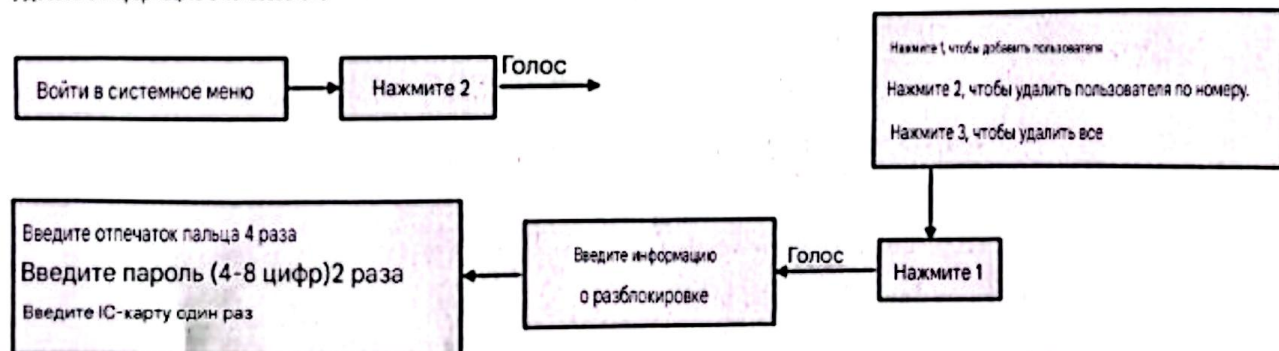 Войти в системное меню
Нажмите 2
Голос
Нажмите 1, чтобы добавить пользователя
Нажмите 2, чтобы удалить пользователя по номеру.
Нажмите 3, чтобы удалить все
Нажмите 1
Голос
Введите информацию
о разблокировке
Введите отпечаток пальца 4 раза
Введите пароль (4-8 цифр)2 раза
Введите IC-карту один раз